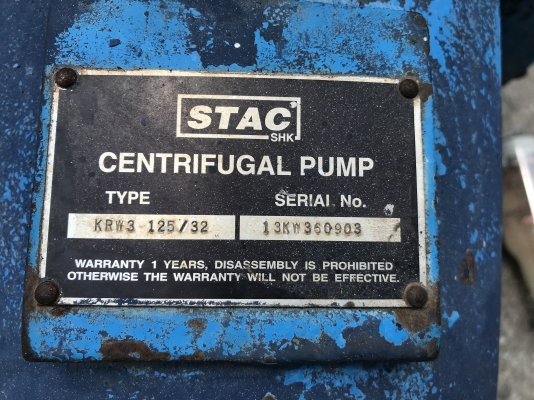 STAC
SHK
CENTRIFUGAL PUMP
TYPE SERIAL No.
KRW3 125/32 13KW360903
WARRANTY 1 YEARS, DISASSEMBLY IS PROHIBITED
OTHERWISE THE WARRANTY WILL NOT BE EFFECTIVE.